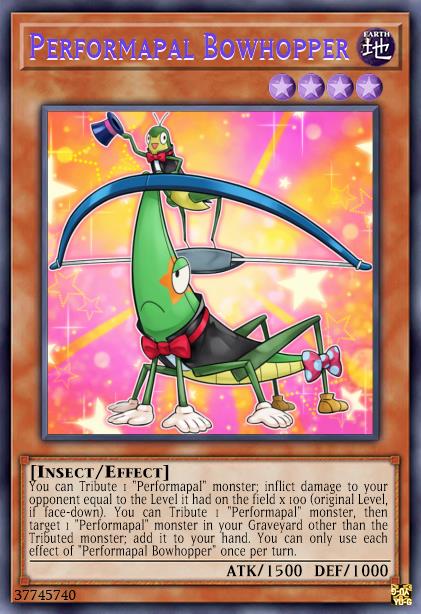 Performapal Bowhopper
EARTH
地
[Insect/Effect]
You can Tribute 1 "Performapal" monster; inflict damage to your
opponent equal to the Level it had on the field x 100 (original Level,
if face-down). You can Tribute 1 "Performapal" monster, then
target 1 "Performapal" monster in your Graveyard other than the
Tributed monster; add it to your hand. You can only use each
effect of "Performapal Bowhopper" once per turn.
ATK/1500 DEF/1000
37745740